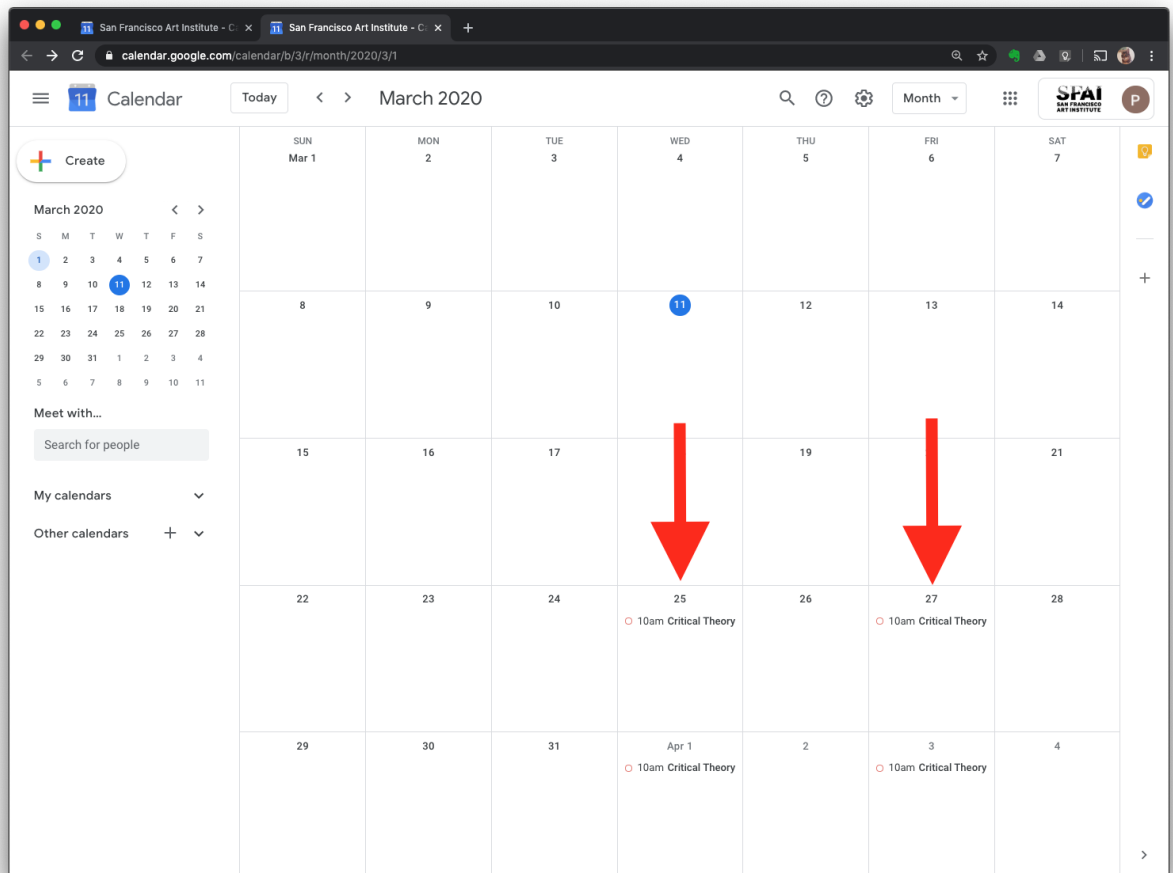 San Francisco Art Institute - C
San Francisco Art Institute - C
calendar.google.com/calendar/b/3/r/month/2020/3/1
11 Calendar Today March 2020 Month SFAI SAN FRANCISCO ART INSTITUTE P
Create
March 2020
S M T W T F S
1 2 3 4 5 6 7
8 9 10 11 12 13 14
15 16 17 18 19 20 21
22 23 24 25 26 27 28
29 30 31 1 2 3 4
5 6 7 8 9 10 11
Meet with...
Search for people
My calendars
Other calendars
SUN MON TUE WED THU FRI SAT
Mar 1 2 3 4 5 6 7
8 9 10 11 12 13 14
15 16 17 19 21
22 23 24 25 26 27 28
10am Critical Theory 10am Critical Theory
29 30 31 Apr 1 2 3 4
10am Critical Theory 10am Critical Theory